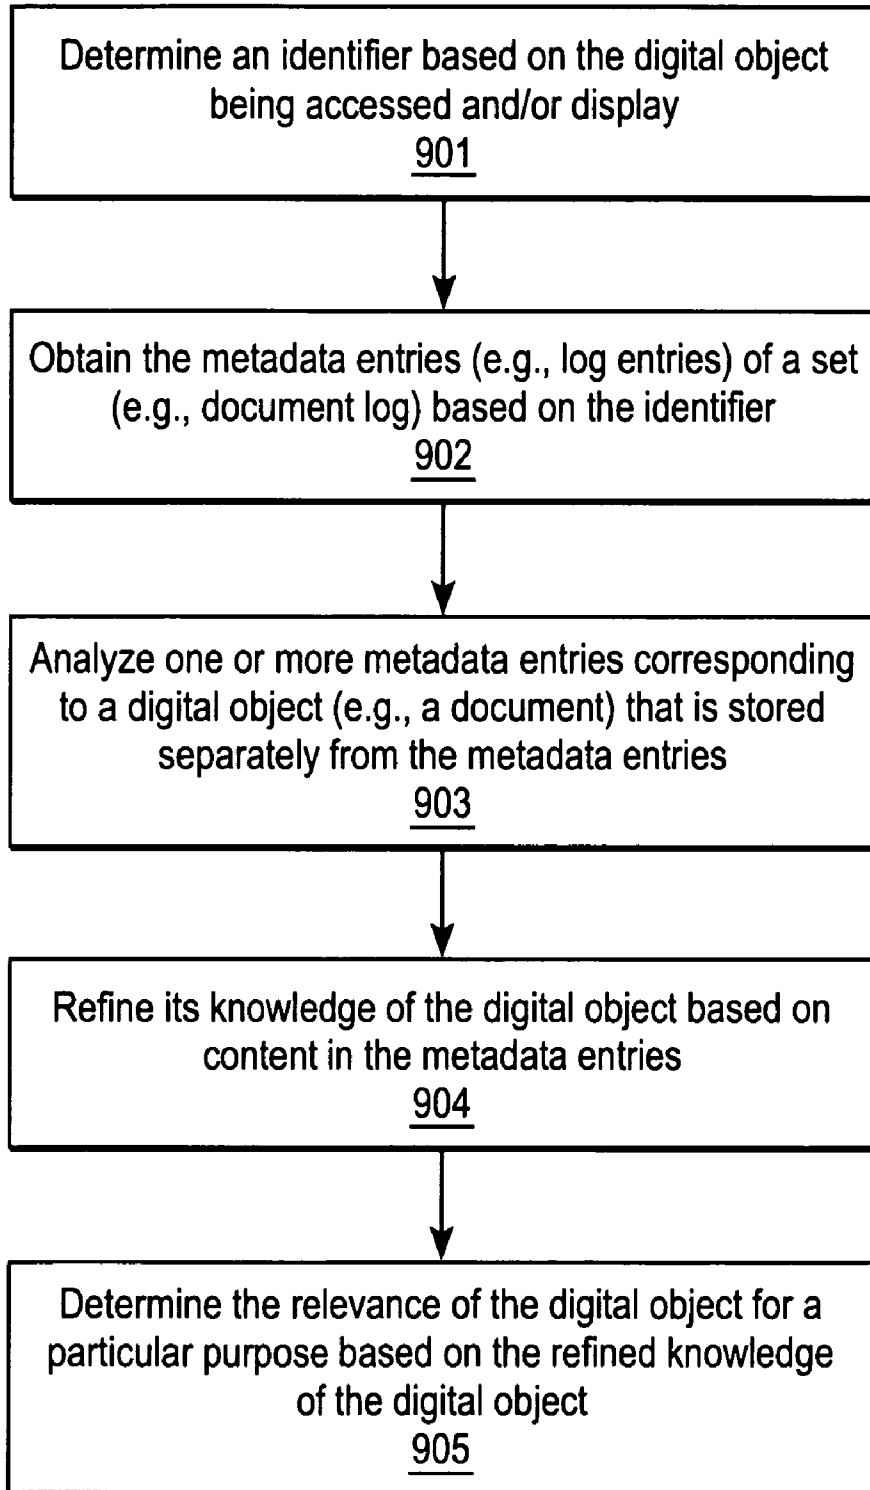 Determine an identifier based on the digital object
being accessed and/or display
901
Obtain the metadata entries (e.g., log entries) of a set
(e.g., document log) based on the identifier
902
Analyze one or more metadata entries corresponding
to a digital object (e.g., a document) that is stored
separately from the metadata entries
903
Refine its knowledge of the digital object based on
content in the metadata entries
904
Determine the relevance of the digital object for a
particular purpose based on the refined knowledge
of the digital object
905